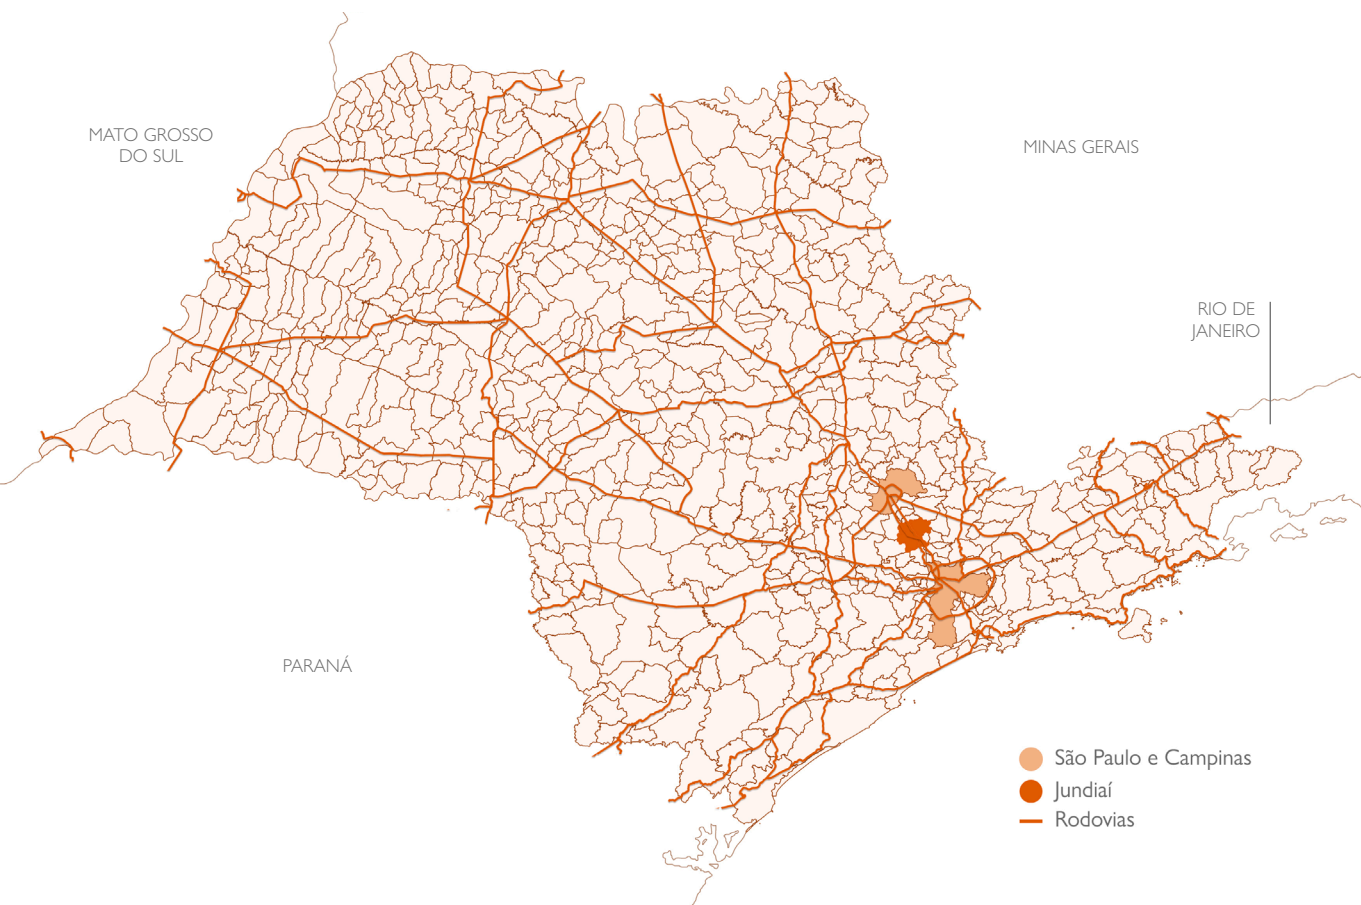 MATO GROSSO
DO SUL
MINAS GERAIS
RIO DE
JANEIRO
PARANÁ
São Paulo e Campinas
Jundiaí
Rodovias